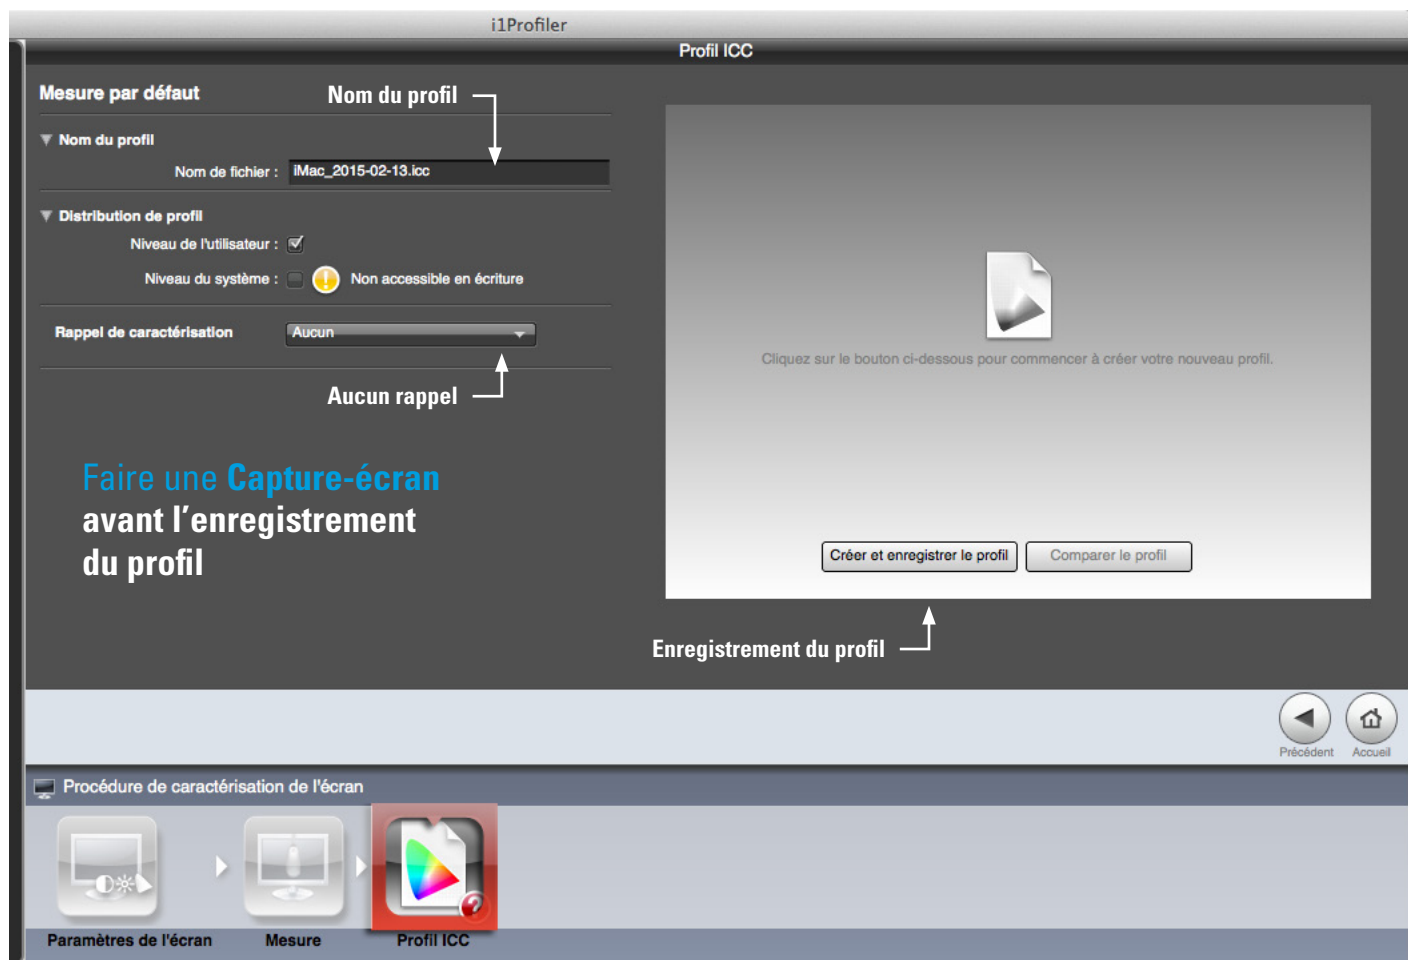 i1Profiler
Profil ICC
Mesure par défaut
Nom du profil
Nom du profil
Nom de fichier : iMac_2015-02-13.icc
Distribution de profil
Niveau de l'utilisateur :
Niveau du système : Non accessible en écriture
Rappel de caractérisation Aucun
Aucun rappel
Faire une Capture-écran
avant l’enregistrement
du profil
Cliquez sur le bouton ci-dessous pour commencer à créer votre nouveau profil.
Créer et enregistrer le profil Comparer le profil
Enregistrement du profil
Précédent Accueil
Procédure de caractérisation de l'écran
Paramètres de l'écran Mesure Profil ICC